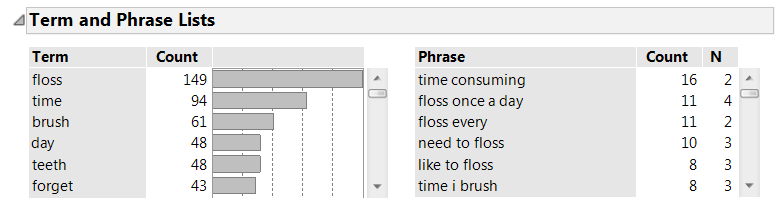 Term and Phrase Lists
Term Count Phrase Count N
floss 149 time consuming 16 2
time 94 floss once a day 11 4
brush 61 floss every 11 2
day 48 need to floss 10 3
teeth 48 like to floss 8 3
forget 43 time i brush 8 3